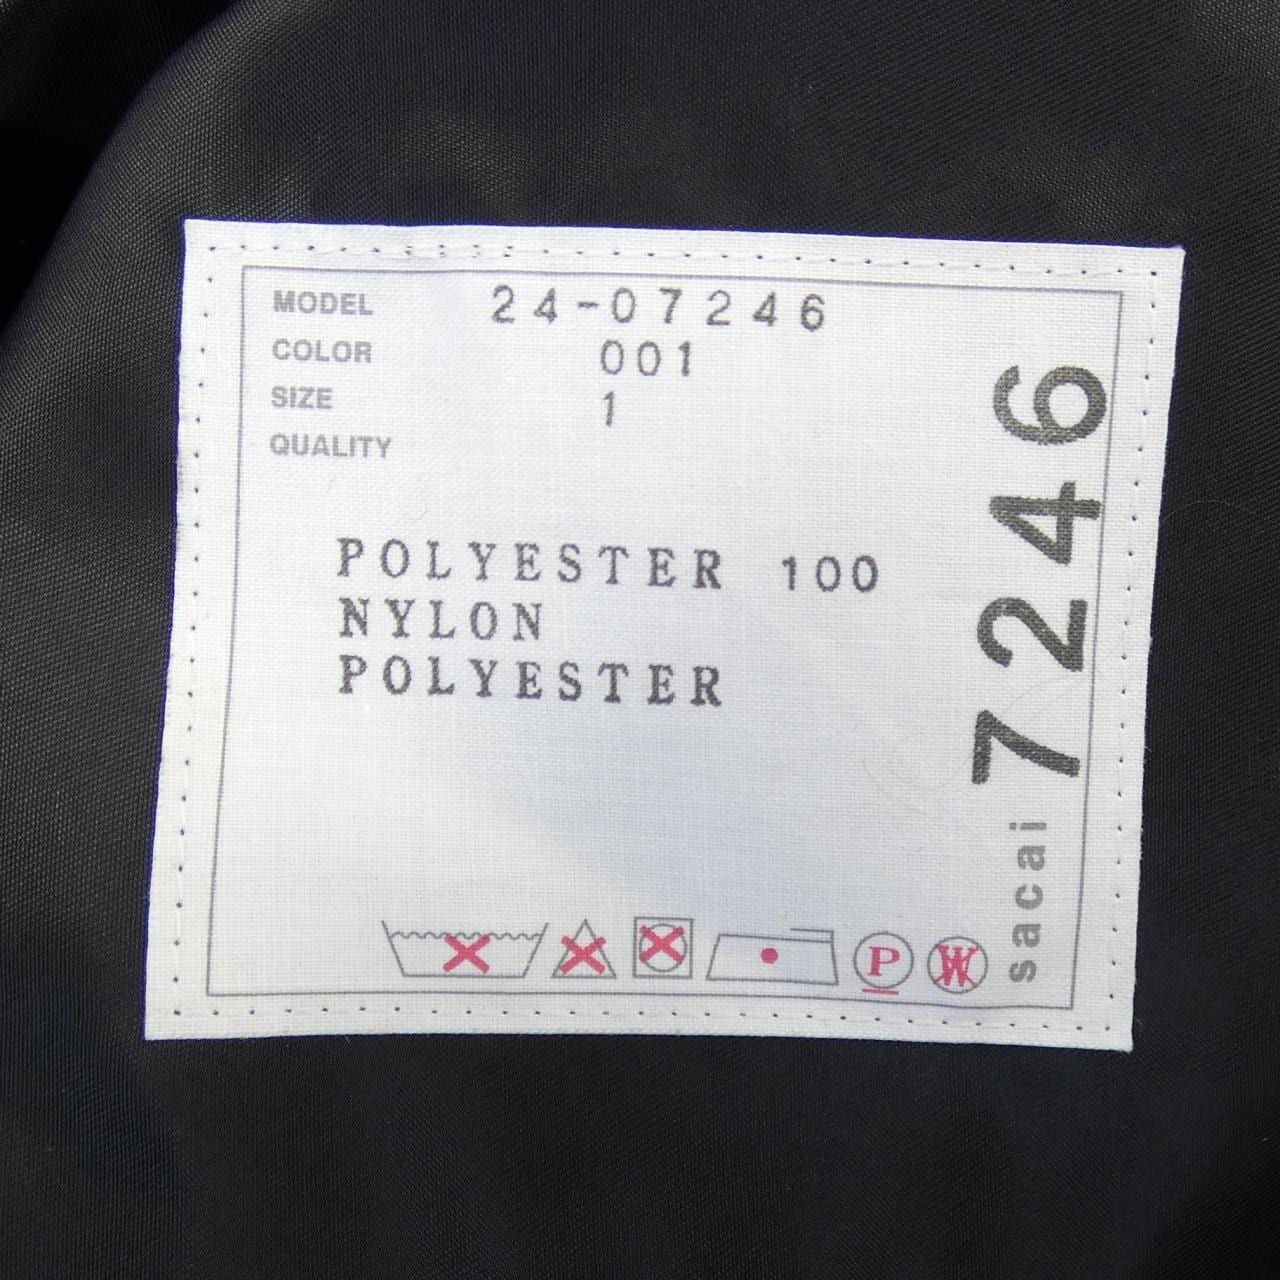 MODEL 24-07246
COLOR 001
SIZE 1
QUALITY
POLYESTER 100
NYLON
POLYESTER
P W
sacai 7246